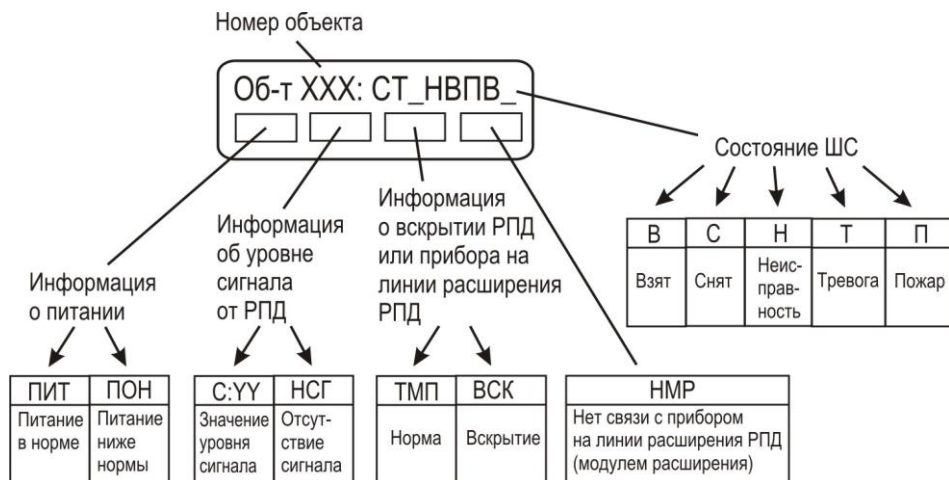 Номер объекта
Об-т XXX: СТ_НВПВ_
Состояние ШС
В С Н Т П
Взят Снят Неис-
прав-
ность Тревога Пожар
Информация
о питании
ПИТ ПОН
Питание
в норме
Питание
ниже
нормы
Информация
об уровне
сигнала
от РПД
С:YY НСГ
Значение
уровня
сигнала
Отсут-
ствие
сигнала
Информация
о вскрытии РПД
или прибора на
линии расширения
РПД
ТМП ВСК
Норма Вскрытие
НМР
Нет связи с прибором
на линии расширения РПД
(модулем расширения)